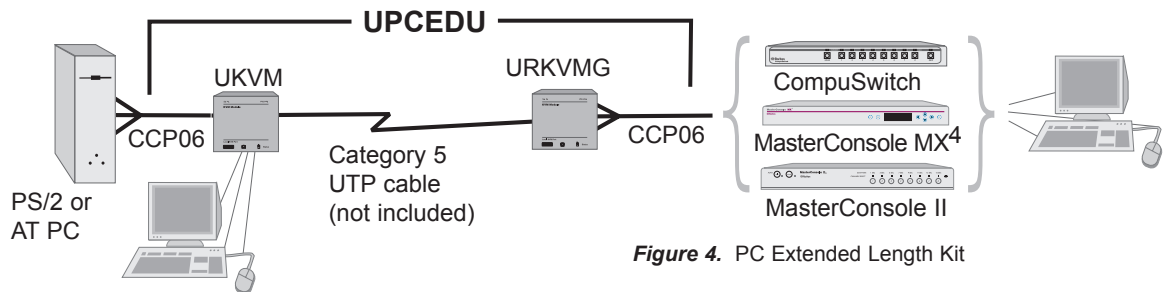 UPCEDU
UKVM
URKVMG
CompuSwitch
CCP06
CCP06
MasterConsole MX4
Category 5
UTP cable
(not included)
MasterConsole II
PS/2 or
AT PC
Figure 4. PC Extended Length Kit